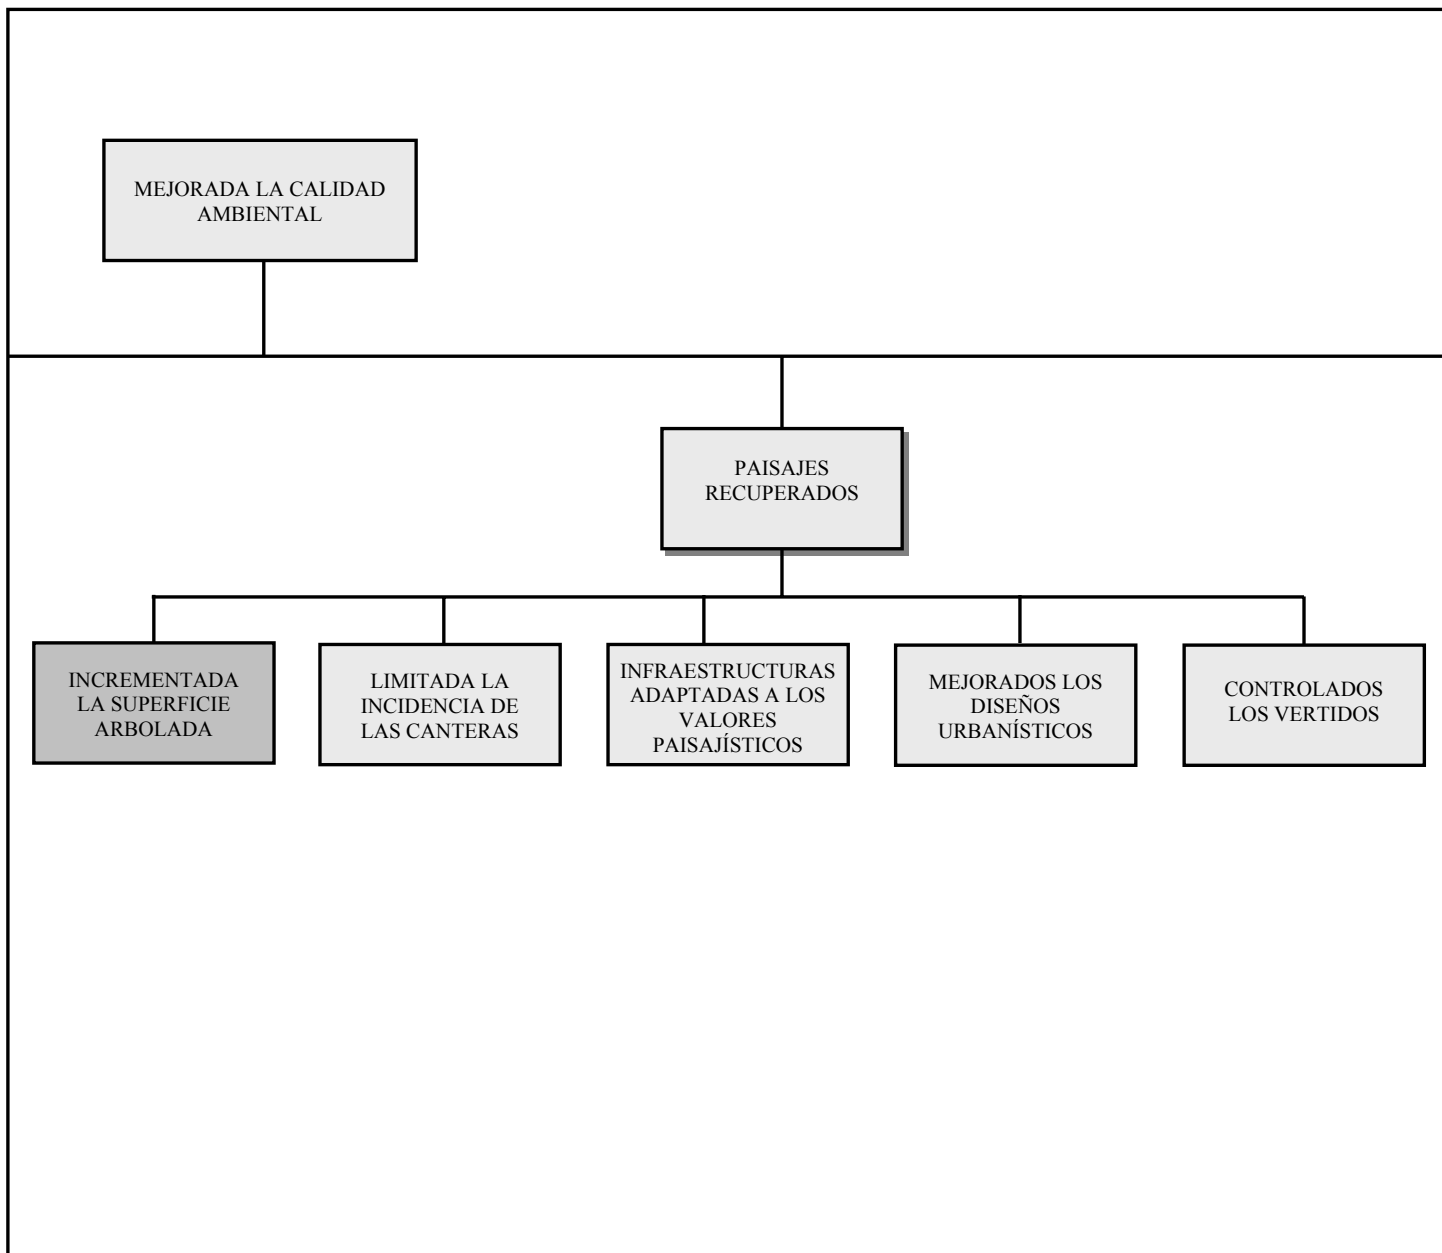 MEJORADA LA CALIDAD
AMBIENTAL
PAISAJES
RECUPERADOS
INCREMENTADA
LA SUPERFICIE
ARBOLADA
LIMITADA LA
INCIDENCIA DE
LAS CANTERAS
INFRAESTRUCTURAS
ADAPTADAS A LOS
VALORES
PAISAJÍSTICOS
MEJORADOS LOS
DISEÑOS
URBANÍSTICOS
CONTROLADOS
LOS VERTIDOS